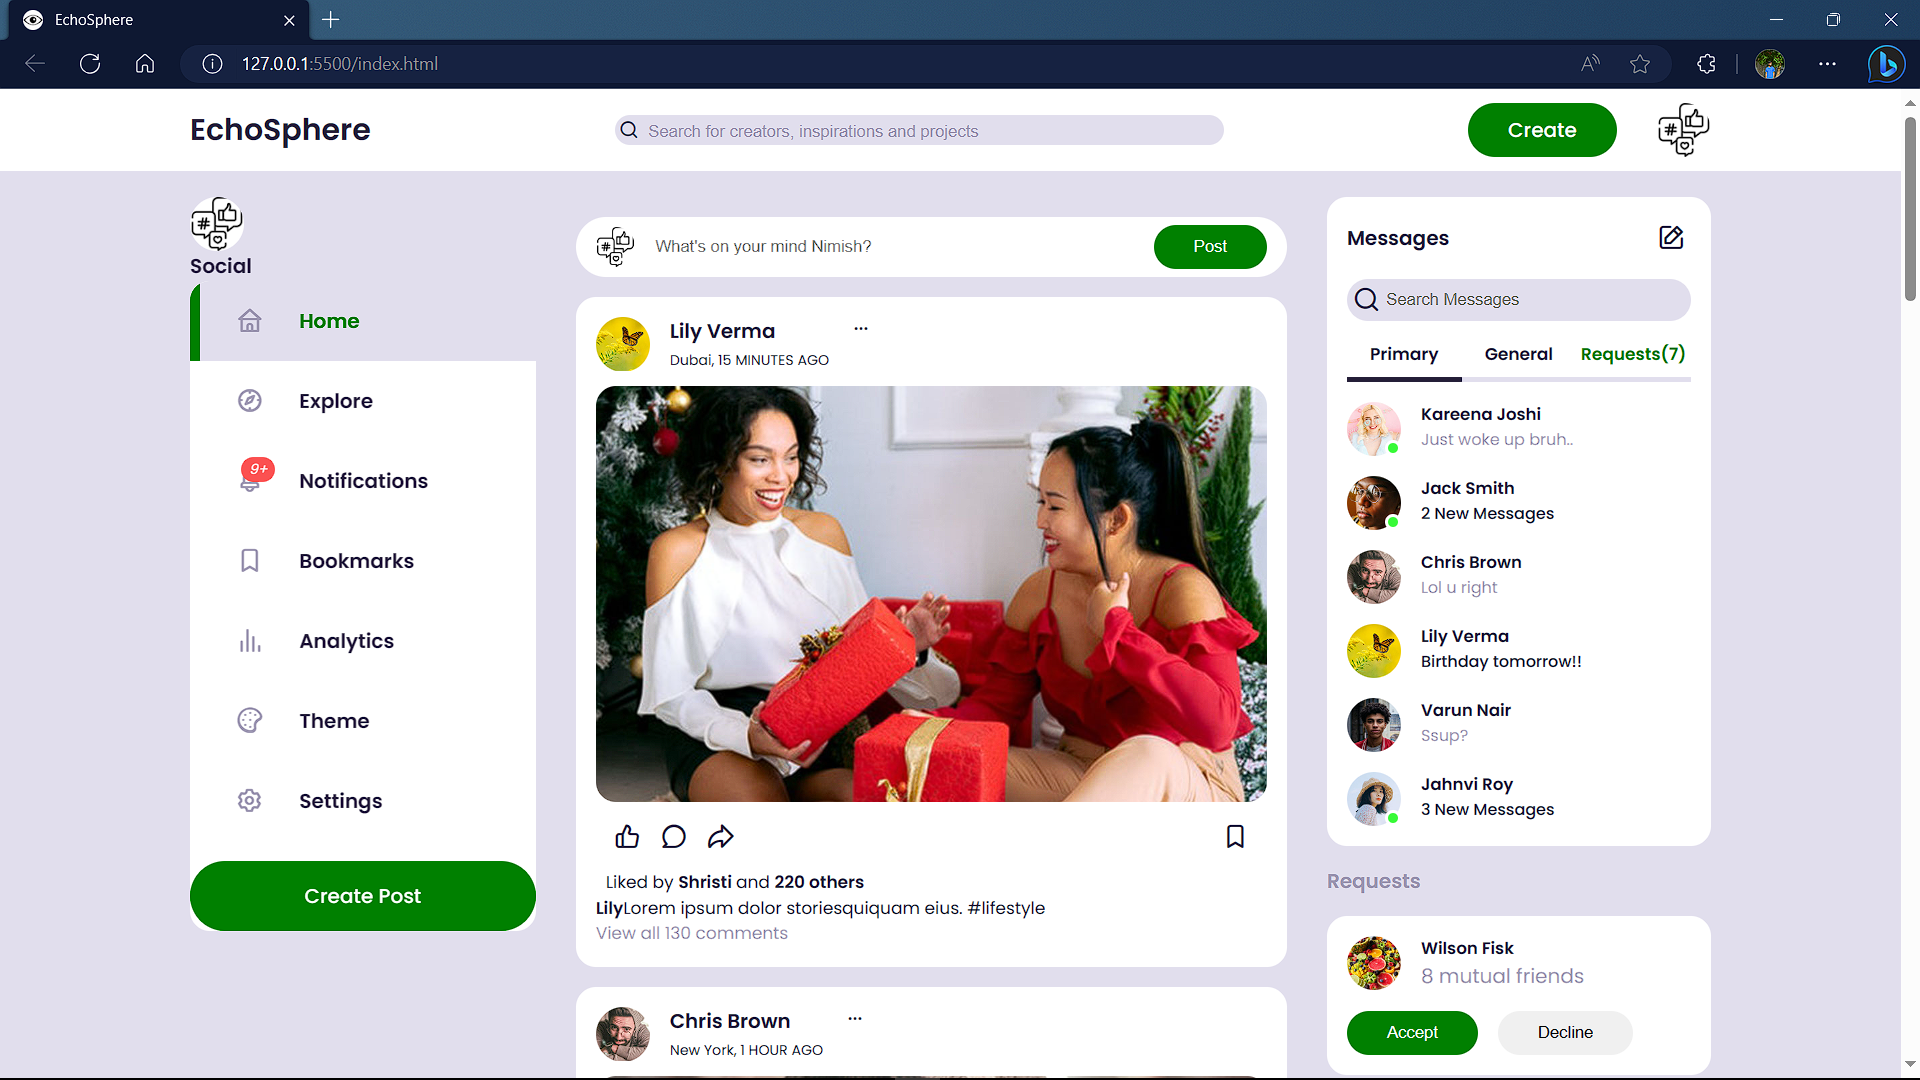 EchoSphere
127.0.0.1:5500/index.html
EchoSphere
Search for creators, inspirations and projects
Create
#
#
Social
Home
Explore
9+
Notifications
Bookmarks
Analytics
Theme
Settings
Create Post
#
What's on your mind Nimish?
Post
Lily Verma
...
Dubai, 15 MINUTES AGO
Liked by Shristi and 220 others
LilyLorem ipsum dolor storiesquiquam eius. #lifestyle
View all 130 comments
Chris Brown
...
New York, 1 HOUR AGO
Messages
Search Messages
Primary General Requests(7)
Kareena Joshi
Just woke up bruh..
Jack Smith
2 New Messages
Chris Brown
Lol u right
Lily Verma
Birthday tomorrow!!
Varun Nair
Ssup?
Jahnvi Roy
3 New Messages
Requests
Wilson Fisk
8 mutual friends
Accept Decline